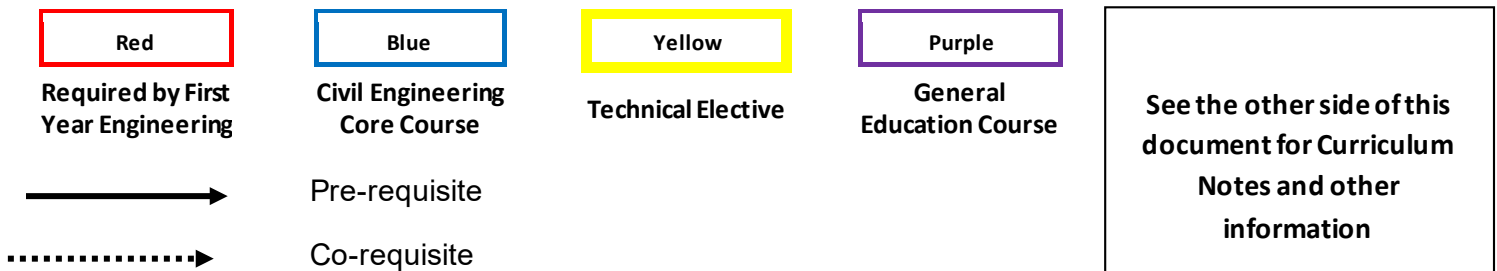 Red
Blue
Yellow
Purple
Required by First
Year Engineering
Civil Engineering
Core Course
Technical Elective
General
Education Course
See the other side of this
document for Curriculum
Notes and other
information
Pre-requisite
Co-requisite